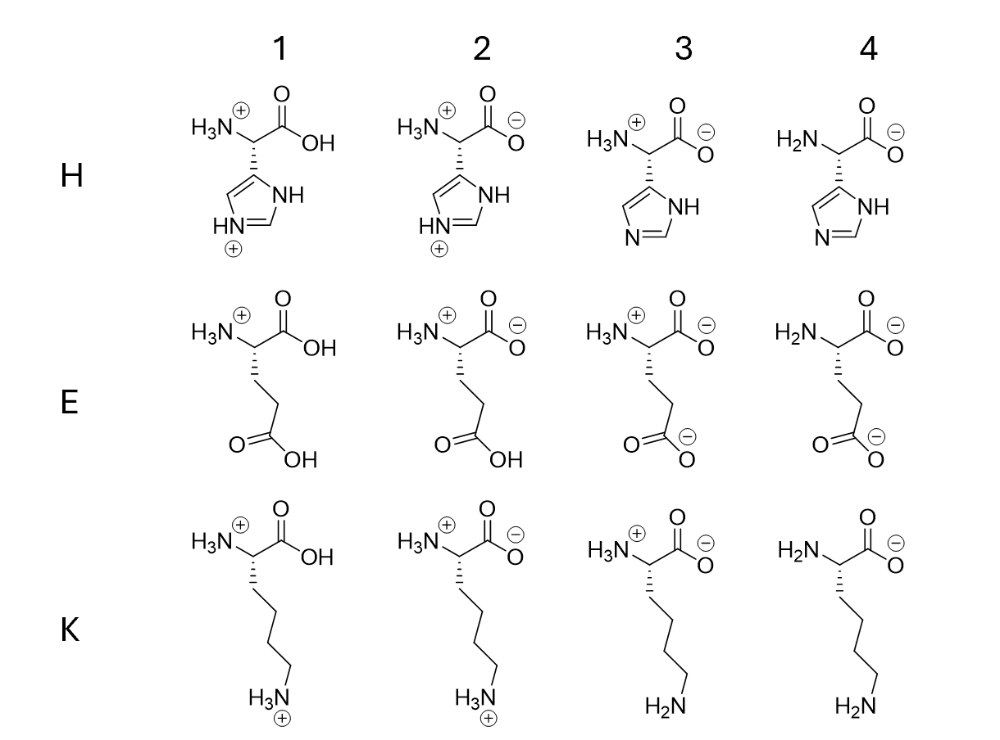 1 2 3 4
H
H₃N ⊕ O OH NH HN ⊕
H₃N ⊕ O O ⊖ NH HN ⊕
H₃N ⊕ O O ⊖ NH N
H₂N O O ⊖ NH N
E
H₃N ⊕ O OH O OH
H₃N ⊕ O O ⊖ O OH
H₃N ⊕ O O ⊖ O O ⊖
H₂N O O ⊖ O O ⊖
K
H₃N ⊕ O OH H₃N ⊕
H₃N ⊕ O O ⊖ H₃N ⊕
H₃N ⊕ O O ⊖ H₂N
H₂N O O ⊖ H₂N